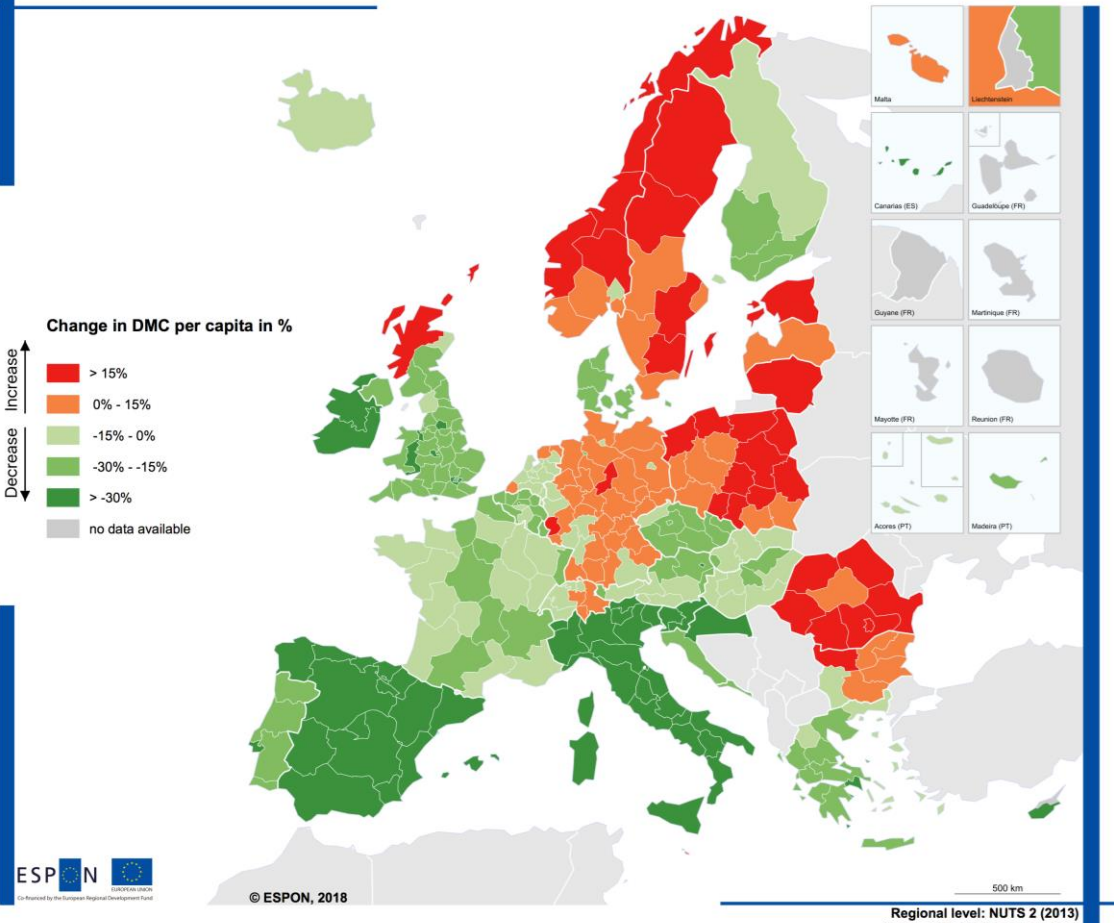 Malta
Liechtenstein
Canarias (ES)
Guadeloupe (FR)
Guyane (FR)
Martinique (FR)
Mayotte (FR)
Reunion (FR)
Acores (PT)
Madeira (PT)
Change in DMC per capita in %
Increase
Decrease
> 15%
0% - 15%
-15% - 0%
-30% - -15%
> -30%
no data available
ESPON
EUROPEAN UNION
Co-financed by the European Regional Development Fund
© ESPON, 2018
500 km
Regional level: NUTS 2 (2013)